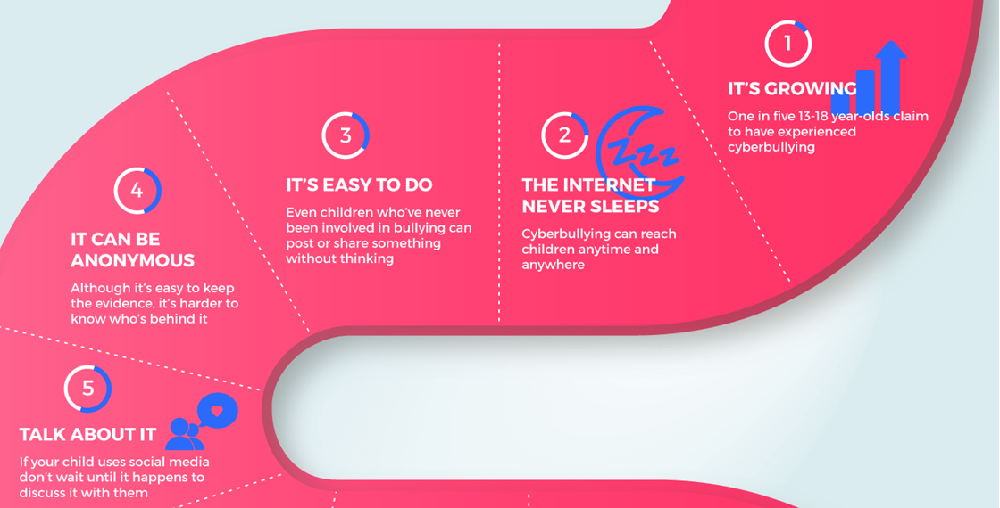 1
IT'S GROWING
One in five 13-18 year-olds claim
to have experienced
cyberbullying
2
zzz
THE INTERNET
NEVER SLEEPS
Cyberbullying can reach
children anytime and
anywhere
3
IT'S EASY TO DO
Even children who've never
been involved in bullying can
post or share something
without thinking
4
IT CAN BE
ANONYMOUS
Although it's easy to keep
the evidence, it's harder to
know who's behind it
5
TALK ABOUT IT
If your child uses social media
don't wait until it happens to
discuss it with them